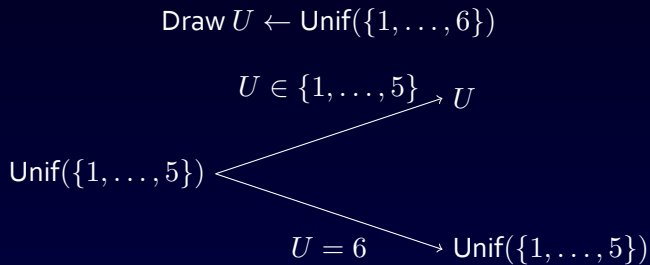 Draw U ← Unif({1, . . . , 6})
U ∈ {1, . . . , 5}
U
Unif({1, . . . , 5})
U = 6
Unif({1, . . . , 5})